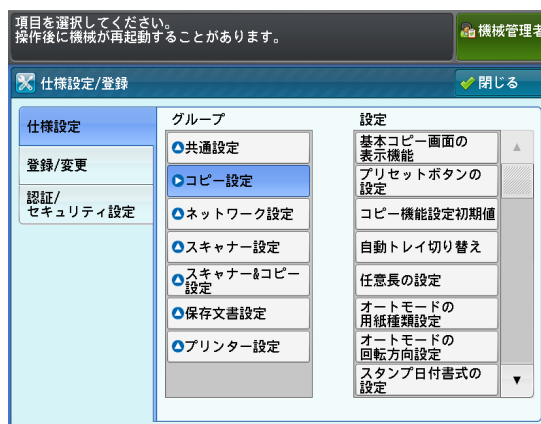 項目を選択してください。
操作後に機械が再起動することがあります。
機械管理者
仕様設定/登録
閉じる
仕様設定
登録/変更
認証/
セキュリティ設定
グループ
共通設定
コピー設定
ネットワーク設定
スキャナー設定
スキャナー&コピー
設定
保存文書設定
プリンター設定
設定
基本コピー画面の
表示機能
プリセットボタンの
設定
コピー機能設定初期値
自動トレイ切り替え
任意長の設定
オートモードの
用紙種類設定
オートモードの
回転方向設定
スタンプ日付書式の
設定